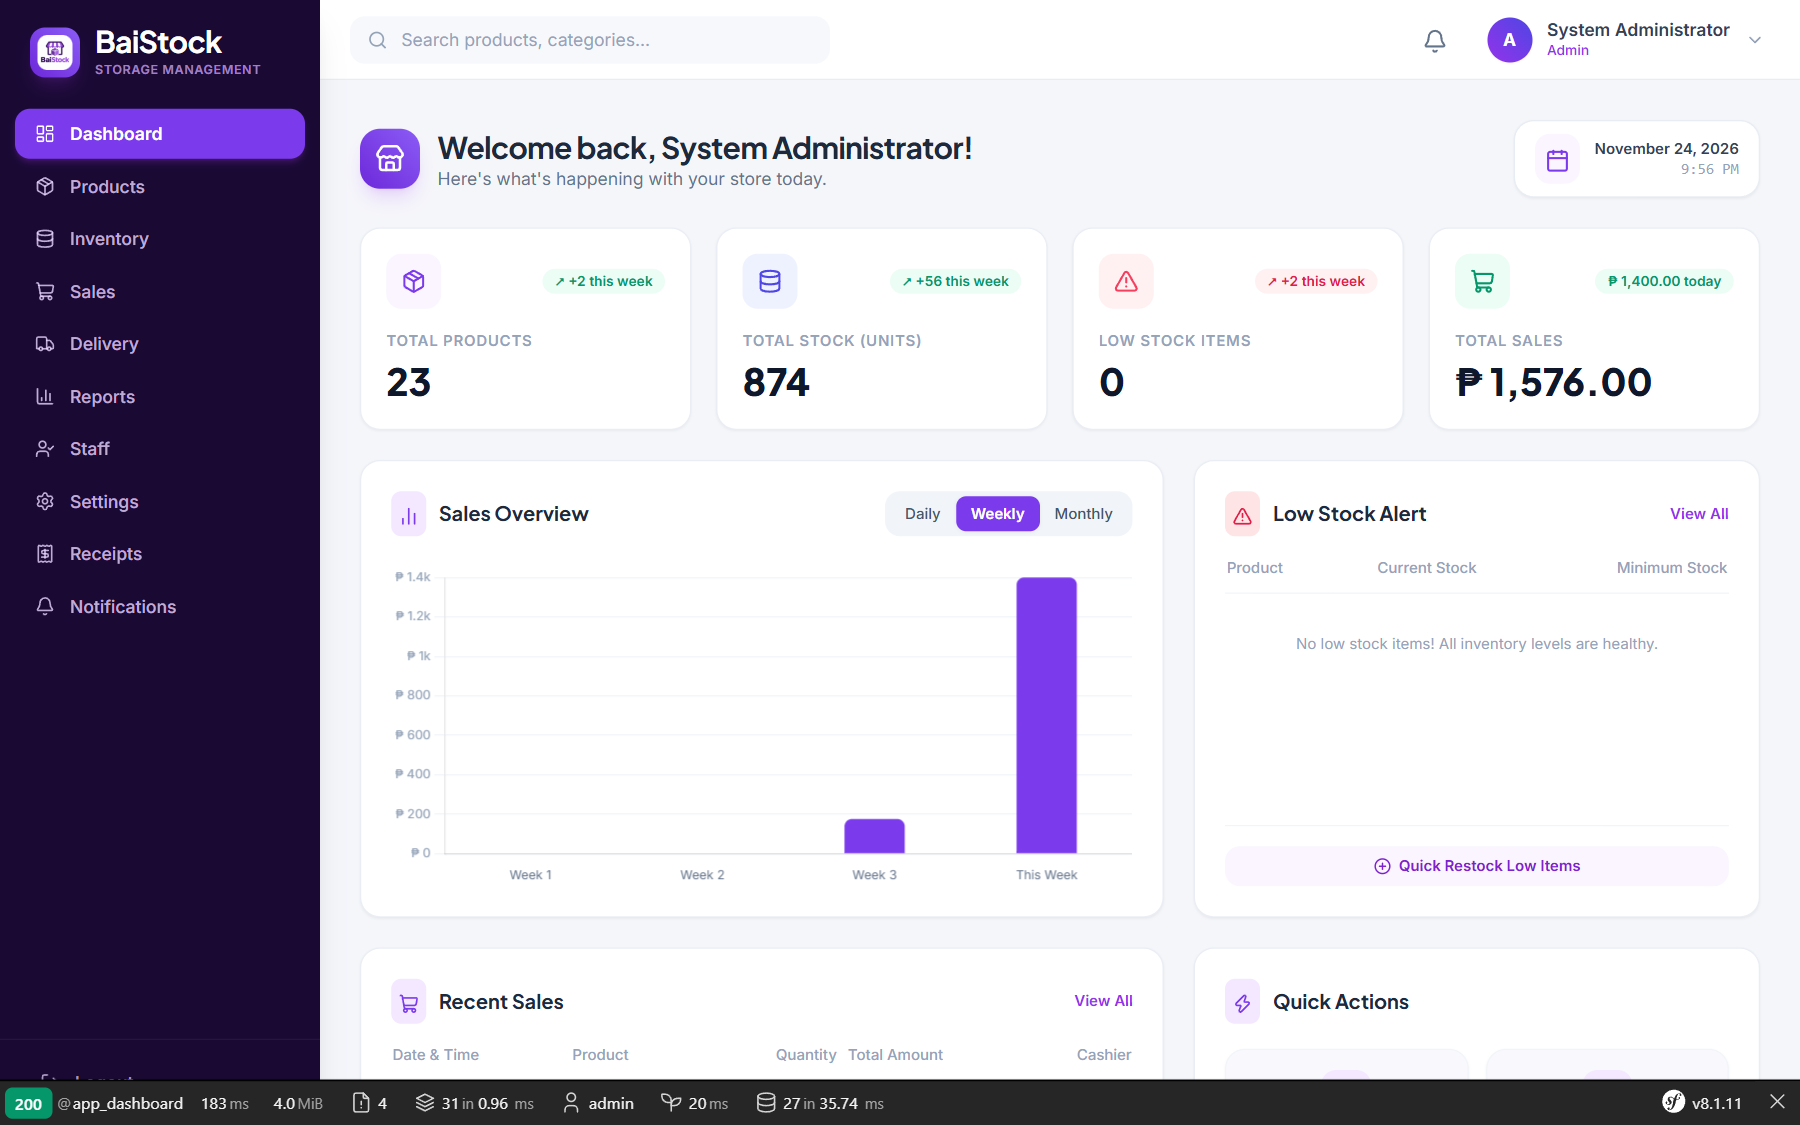 BaiStock
STORAGE MANAGEMENT
Dashboard
Products
Inventory
Sales
Delivery
Reports
Staff
Settings
Receipts
Notifications
Logout
Search products, categories...
A
System Administrator
Admin
Welcome back, System Administrator!
Here's what's happening with your store today.
November 24, 2026
9:56 PM
↗ +2 this week
TOTAL PRODUCTS
23
↗ +56 this week
TOTAL STOCK (UNITS)
874
↗ +2 this week
LOW STOCK ITEMS
0
₱ 1,400.00 today
TOTAL SALES
₱ 1,576.00
Sales Overview
Daily Weekly Monthly
₱ 1.4k
₱ 1.2k
₱ 1k
₱ 800
₱ 600
₱ 400
₱ 200
₱ 0
Week 1 Week 2 Week 3 This Week
Low Stock Alert
View All
Product Current Stock Minimum Stock
No low stock items! All inventory levels are healthy.
Quick Restock Low Items
Recent Sales
View All
Date & Time Product Quantity Total Amount Cashier
Quick Actions
200 @app_dashboard 183 ms 4.0 MiB 4 31 in 0.96 ms admin 20 ms 27 in 35.74 ms sf v8.1.11